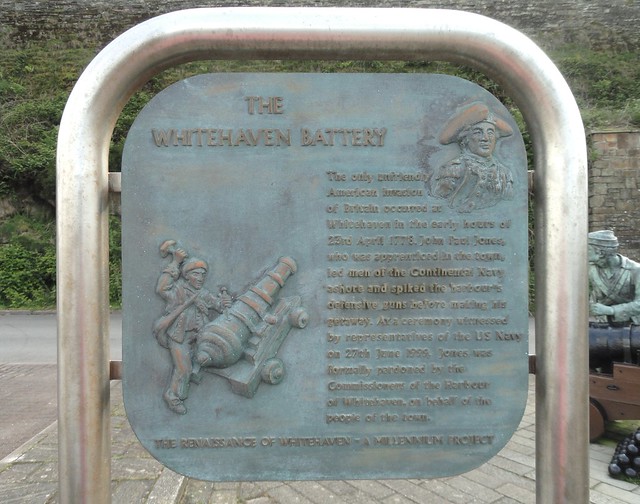 THE
WHITEHAVEN BATTERY
The only unfriendly
American invasion
of Britain occurred at
Whitehaven in the early hours of
23rd April 1778. John Paul Jones,
who was apprenticed in the town,
led men of the Continental Navy
ashore and spiked the harbour's
defensive guns before making his
getaway. At a ceremony witnessed
by representatives of the US Navy
on 27th June 1999, Jones was
formally pardoned by the
Commissioners of the Harbour
of Whitehaven, on behalf of the
people of the town.
THE RENAISSANCE OF WHITEHAVEN - A MILLENNIUM PROJECT